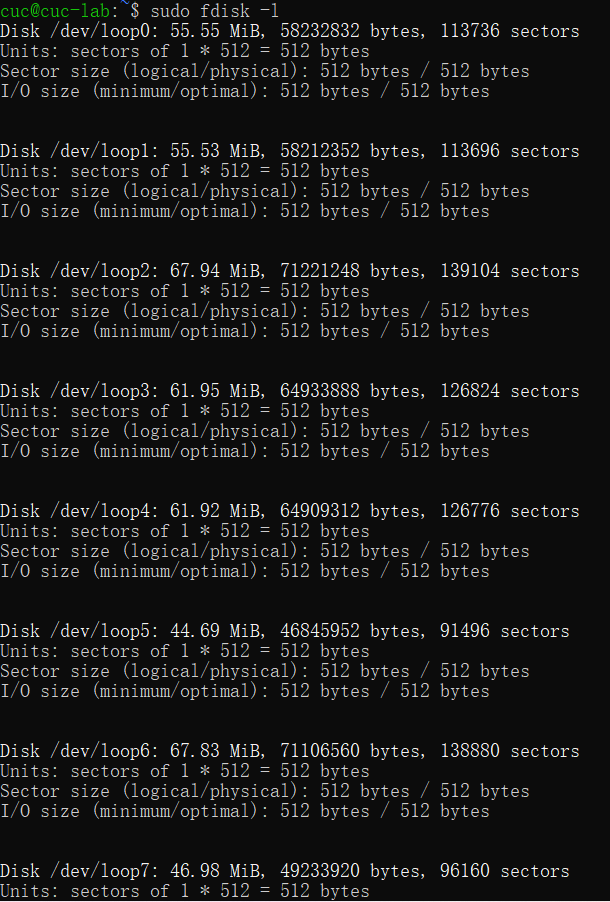 cuc@cuc-lab:~$ sudo fdisk -l
Disk /dev/loop0: 55.55 MiB, 58232832 bytes, 113736 sectors
Units: sectors of 1 * 512 = 512 bytes
Sector size (logical/physical): 512 bytes / 512 bytes
I/O size (minimum/optimal): 512 bytes / 512 bytes
Disk /dev/loop1: 55.53 MiB, 58212352 bytes, 113696 sectors
Units: sectors of 1 * 512 = 512 bytes
Sector size (logical/physical): 512 bytes / 512 bytes
I/O size (minimum/optimal): 512 bytes / 512 bytes
Disk /dev/loop2: 67.94 MiB, 71221248 bytes, 139104 sectors
Units: sectors of 1 * 512 = 512 bytes
Sector size (logical/physical): 512 bytes / 512 bytes
I/O size (minimum/optimal): 512 bytes / 512 bytes
Disk /dev/loop3: 61.95 MiB, 64933888 bytes, 126824 sectors
Units: sectors of 1 * 512 = 512 bytes
Sector size (logical/physical): 512 bytes / 512 bytes
I/O size (minimum/optimal): 512 bytes / 512 bytes
Disk /dev/loop4: 61.92 MiB, 64909312 bytes, 126776 sectors
Units: sectors of 1 * 512 = 512 bytes
Sector size (logical/physical): 512 bytes / 512 bytes
I/O size (minimum/optimal): 512 bytes / 512 bytes
Disk /dev/loop5: 44.69 MiB, 46845952 bytes, 91496 sectors
Units: sectors of 1 * 512 = 512 bytes
Sector size (logical/physical): 512 bytes / 512 bytes
I/O size (minimum/optimal): 512 bytes / 512 bytes
Disk /dev/loop6: 67.83 MiB, 71106560 bytes, 138880 sectors
Units: sectors of 1 * 512 = 512 bytes
Sector size (logical/physical): 512 bytes / 512 bytes
I/O size (minimum/optimal): 512 bytes / 512 bytes
Disk /dev/loop7: 46.98 MiB, 49233920 bytes, 96160 sectors
Units: sectors of 1 * 512 = 512 bytes